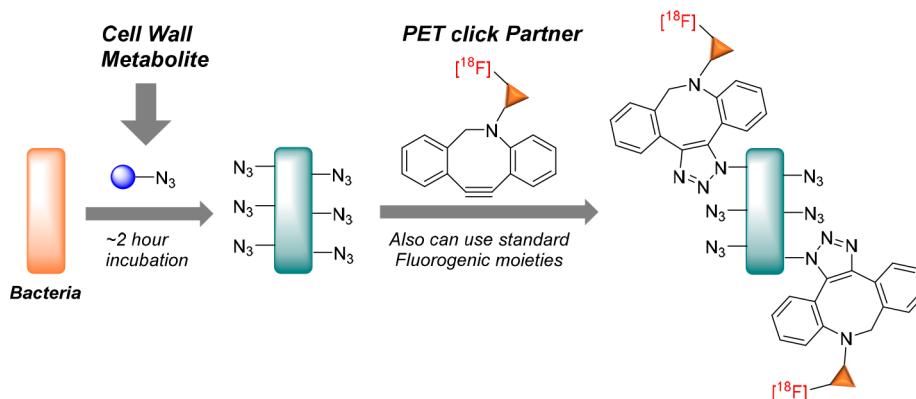 Cell Wall
Metabolite
PET click Partner
[18F]
[18F]
N
N
N3
N3
N3
N3
N3
N3
N3
~2 hour
incubation
Also can use standard
Fluorogenic moieties
Bacteria
N
N
N
N3
N3
N3
N3
N
N
N
N
[18F]